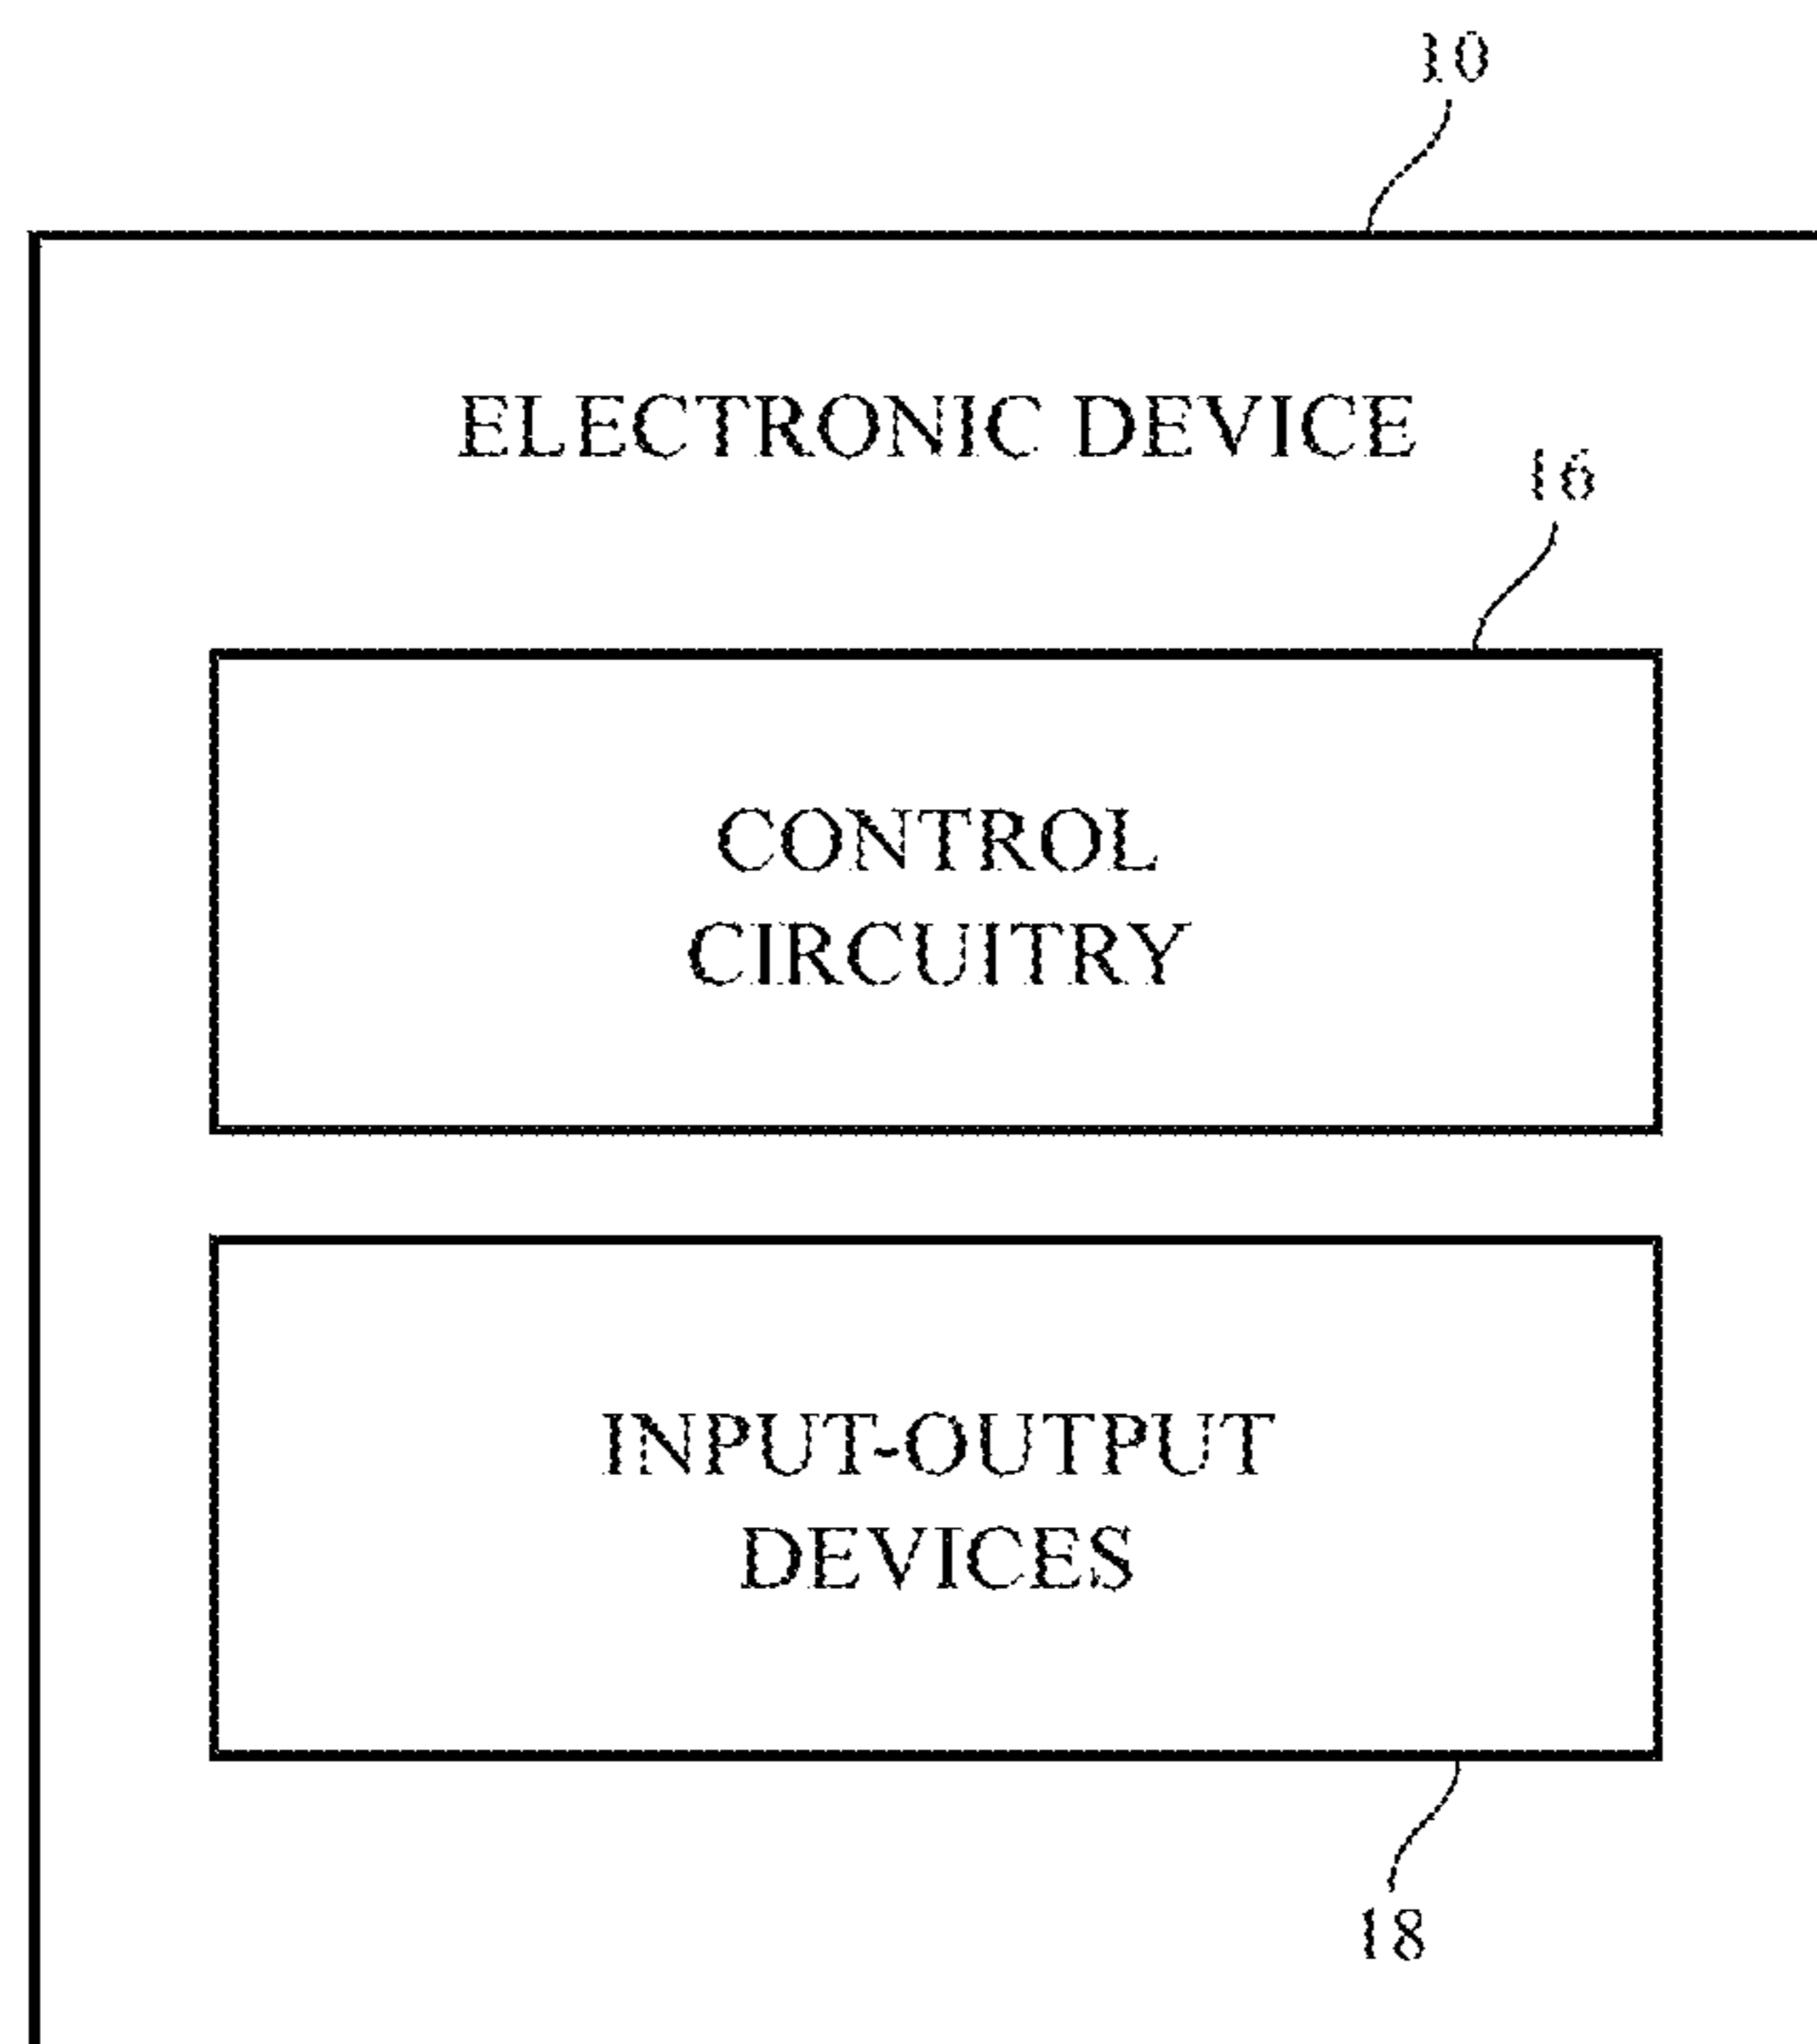 10
ELECTRONIC DEVICE
16
CONTROL
CIRCUITRY
INPUT-OUTPUT
DEVICES
18